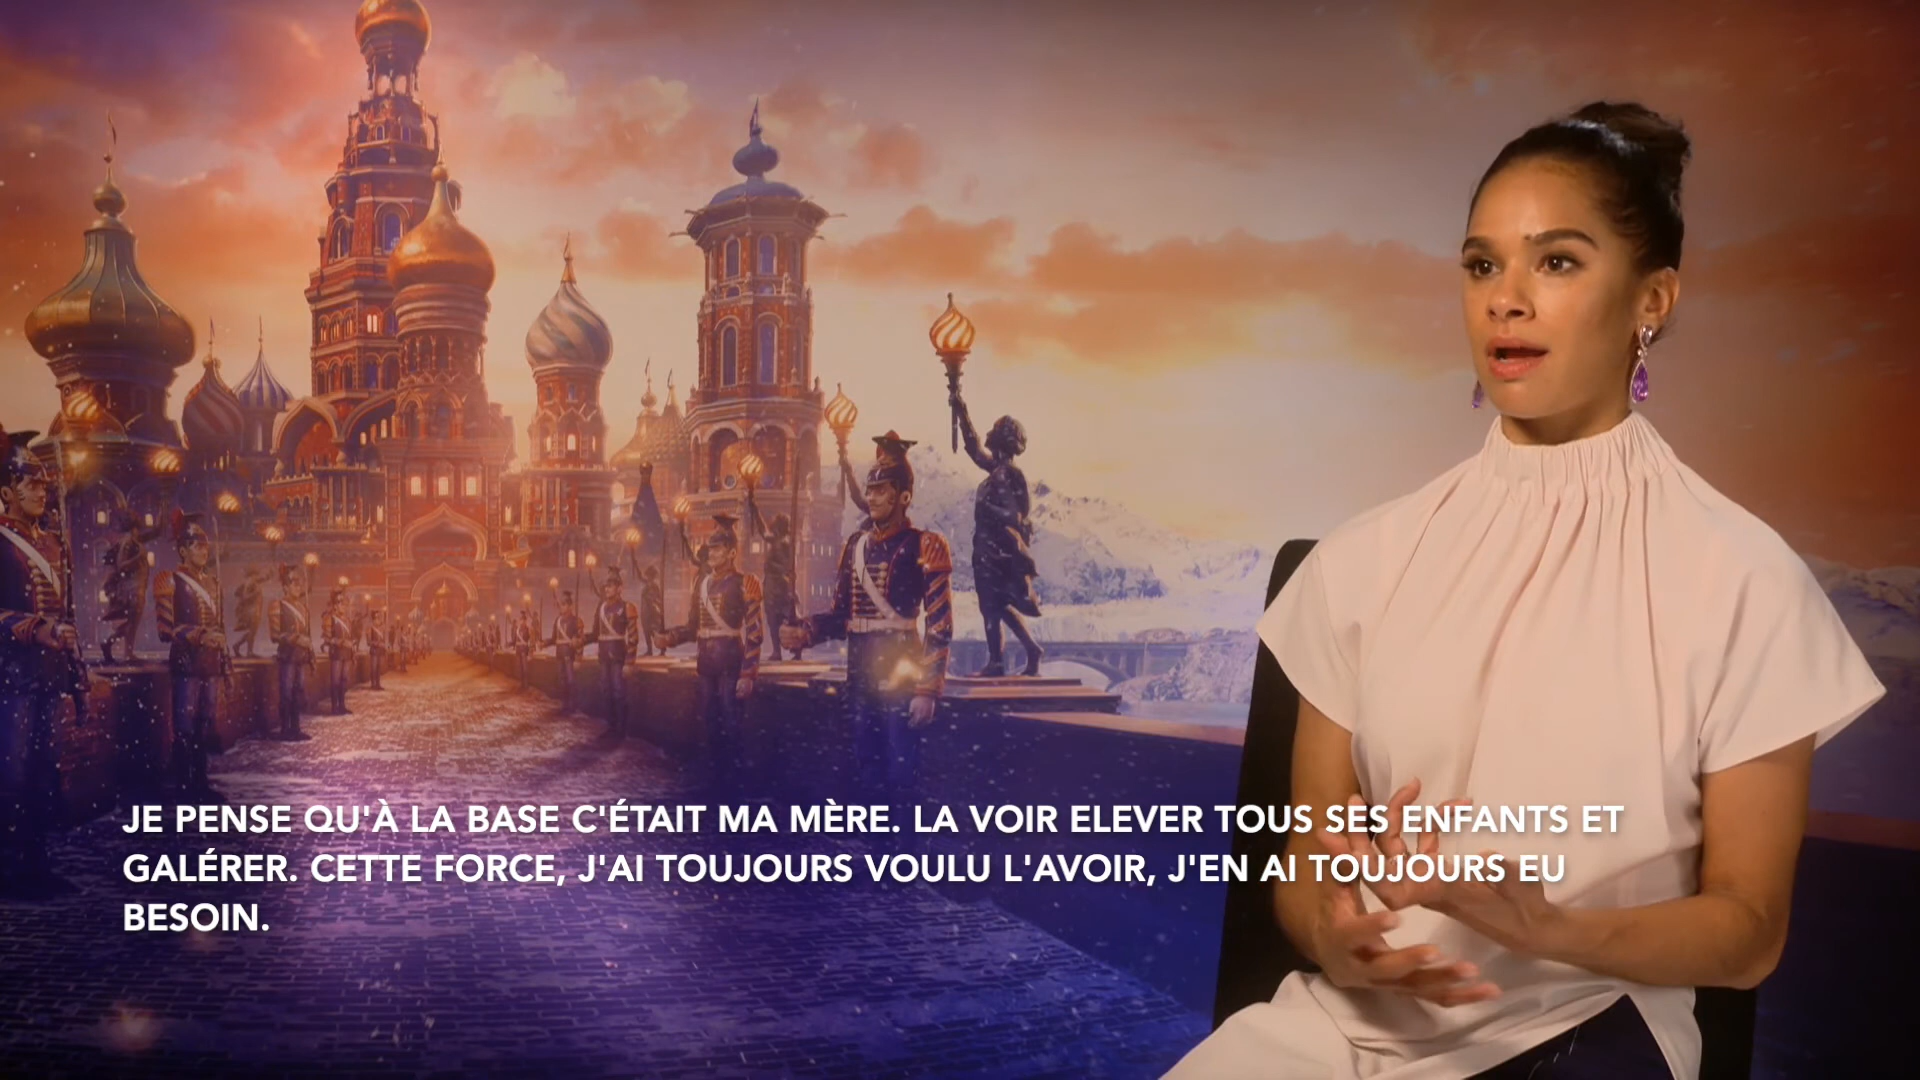 JE PENSE QU'À LA BASE C'ÉTAIT MA MÈRE. LA VOIR ELEVER TOUS SES ENFANTS ET
GALÉRER. CETTE FORCE, J'AI TOUJOURS VOULU L'AVOIR, J'EN AI TOUJOURS EU
BESOIN.